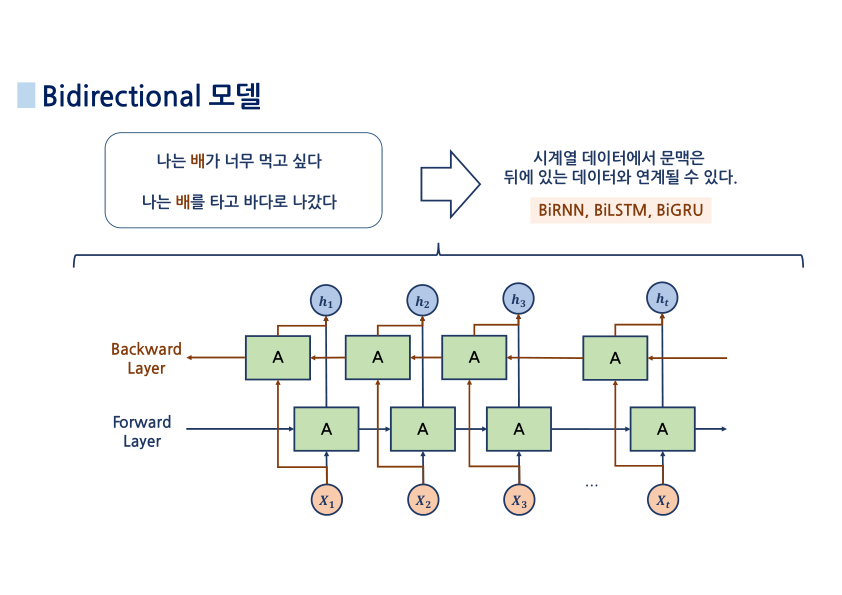 Bidirectional 모델
나는 배가 너무 먹고 싶다
나는 배를 타고 바다로 나갔다
시계열 데이터에서 문맥은
뒤에 있는 데이터와 연계될 수 있다.
BiRNN, BiLSTM, BiGRU
h1 h2 h3 ht
Backward
Layer
A A A A
Forward
Layer
A A A A
...
X1 X2 X3 Xt